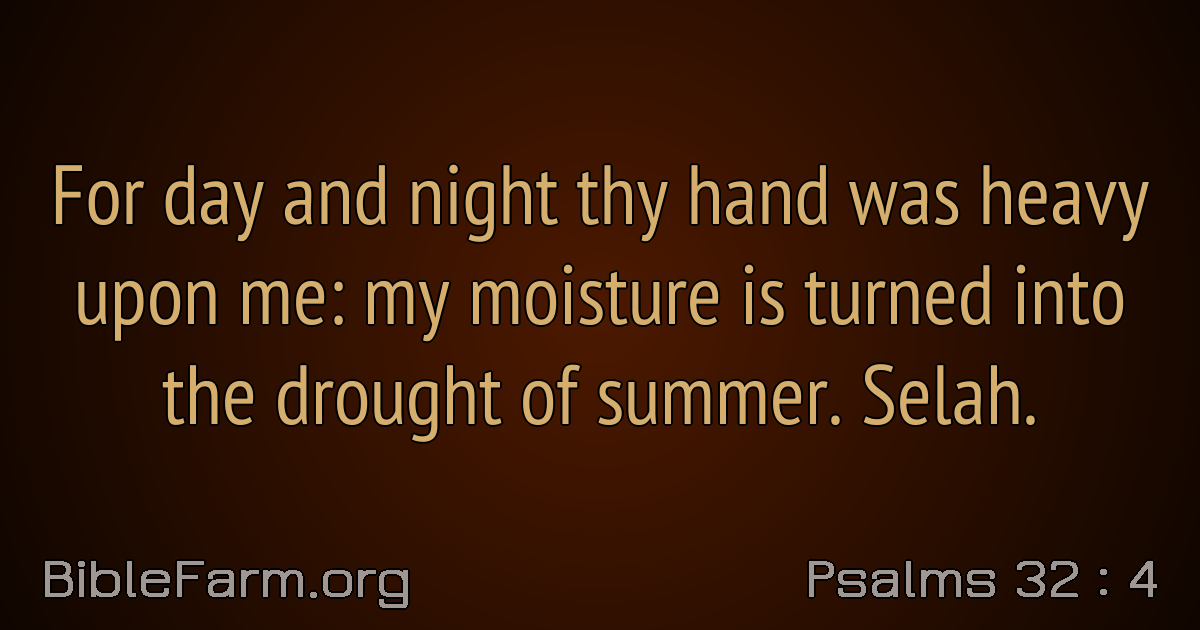 For day and night thy hand was heavy
upon me: my moisture is turned into
the drought of summer. Selah.
BibleFarm.org
Psalms 32 : 4